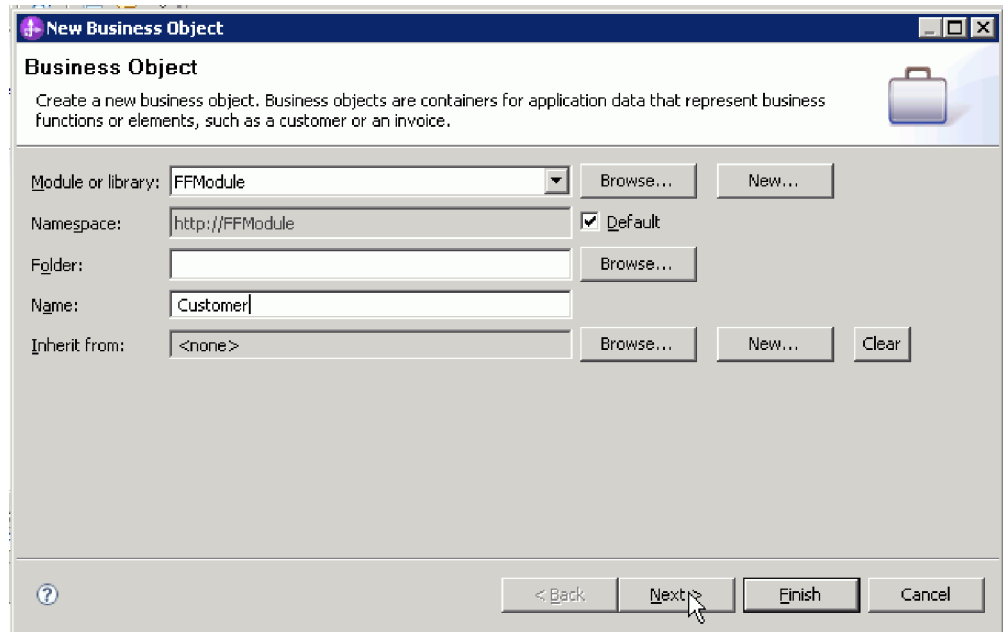 New Business Object
Business Object
Create a new business object. Business objects are containers for application data that represent business
functions or elements, such as a customer or an invoice.
Module or library: FFModule Browse... New...
Namespace: http://FFModule Default
Folder: Browse...
Name: Customer
Inherit from: <none> Browse... New... Clear
? < Back Next > Finish Cancel